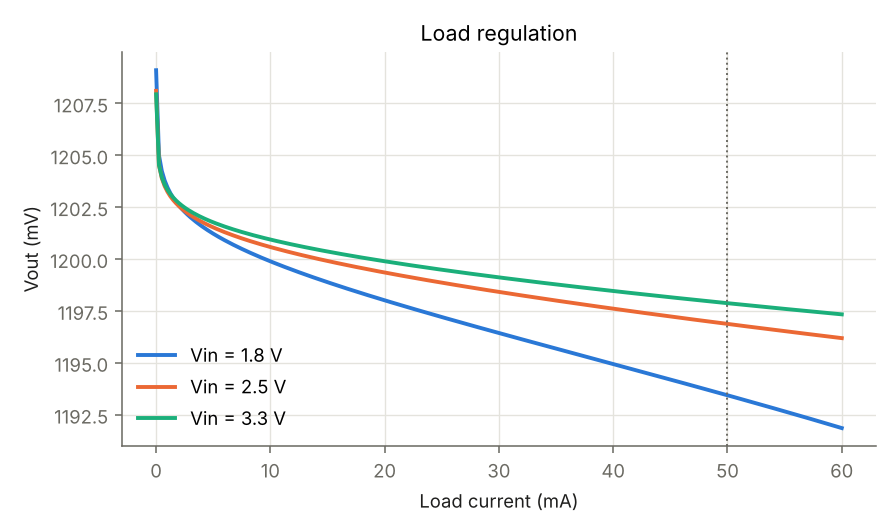 Load regulation
Vout (mV)
1207.5
1205.0
1202.5
1200.0
1197.5
1195.0
1192.5
Vin = 1.8 V
Vin = 2.5 V
Vin = 3.3 V
0 10 20 30 40 50 60
Load current (mA)